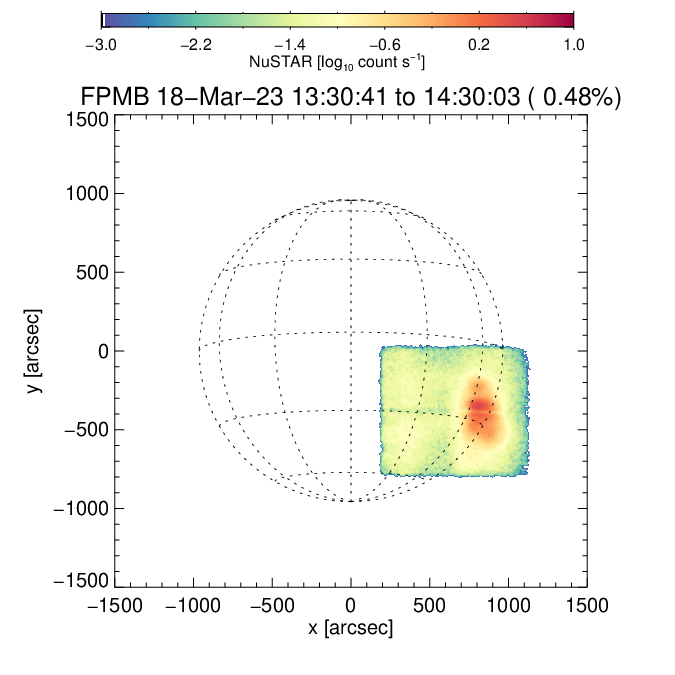 −3.0 −2.2 −1.4 −0.6 0.2 1.0
NuSTAR [log₁₀ count s⁻¹]
FPMB 18−Mar−23 13:30:41 to 14:30:03 ( 0.48%)
1500
1000
500
0
−500
−1000
−1500
y [arcsec]
−1500 −1000 −500 0 500 1000 1500
x [arcsec]